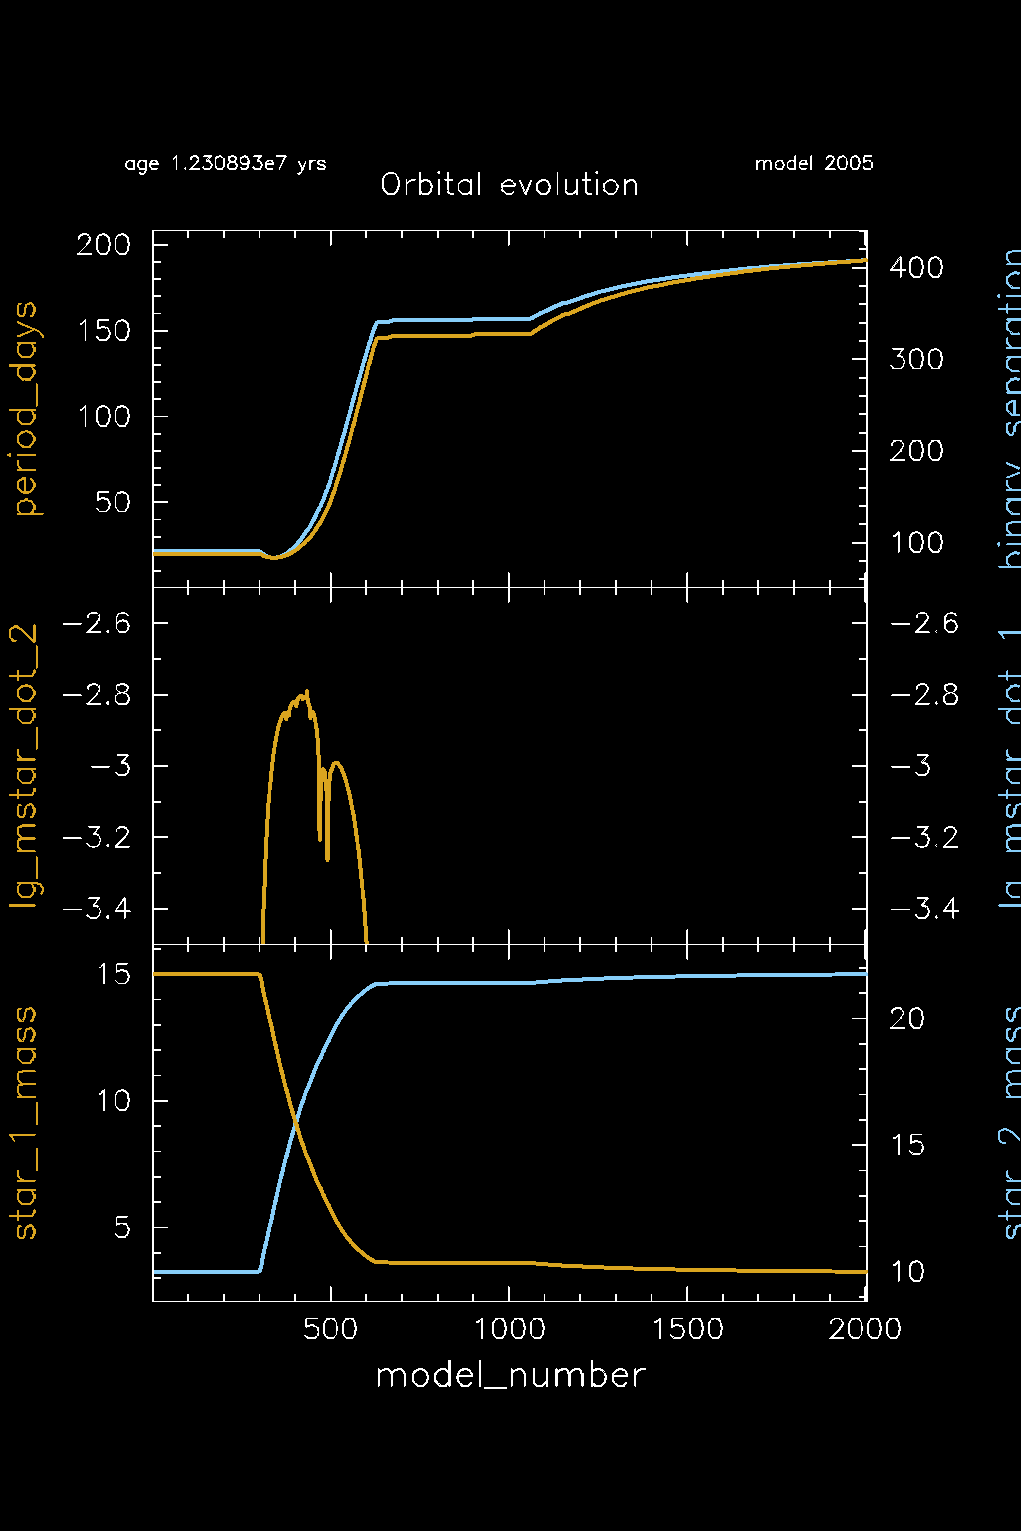 age 1.230893e7 yrs
model 2005
Orbital evolution
period_days
200
150
100
50
400
300
200
100
binary_separation
lg_mstar_dot_2
−2.6
−2.8
−3
−3.2
−3.4
−2.6
−2.8
−3
−3.2
−3.4
lg_mstar_dot_1
star_1_mass
15
10
5
20
15
10
star_2_mass
500 1000 1500 2000
model_number